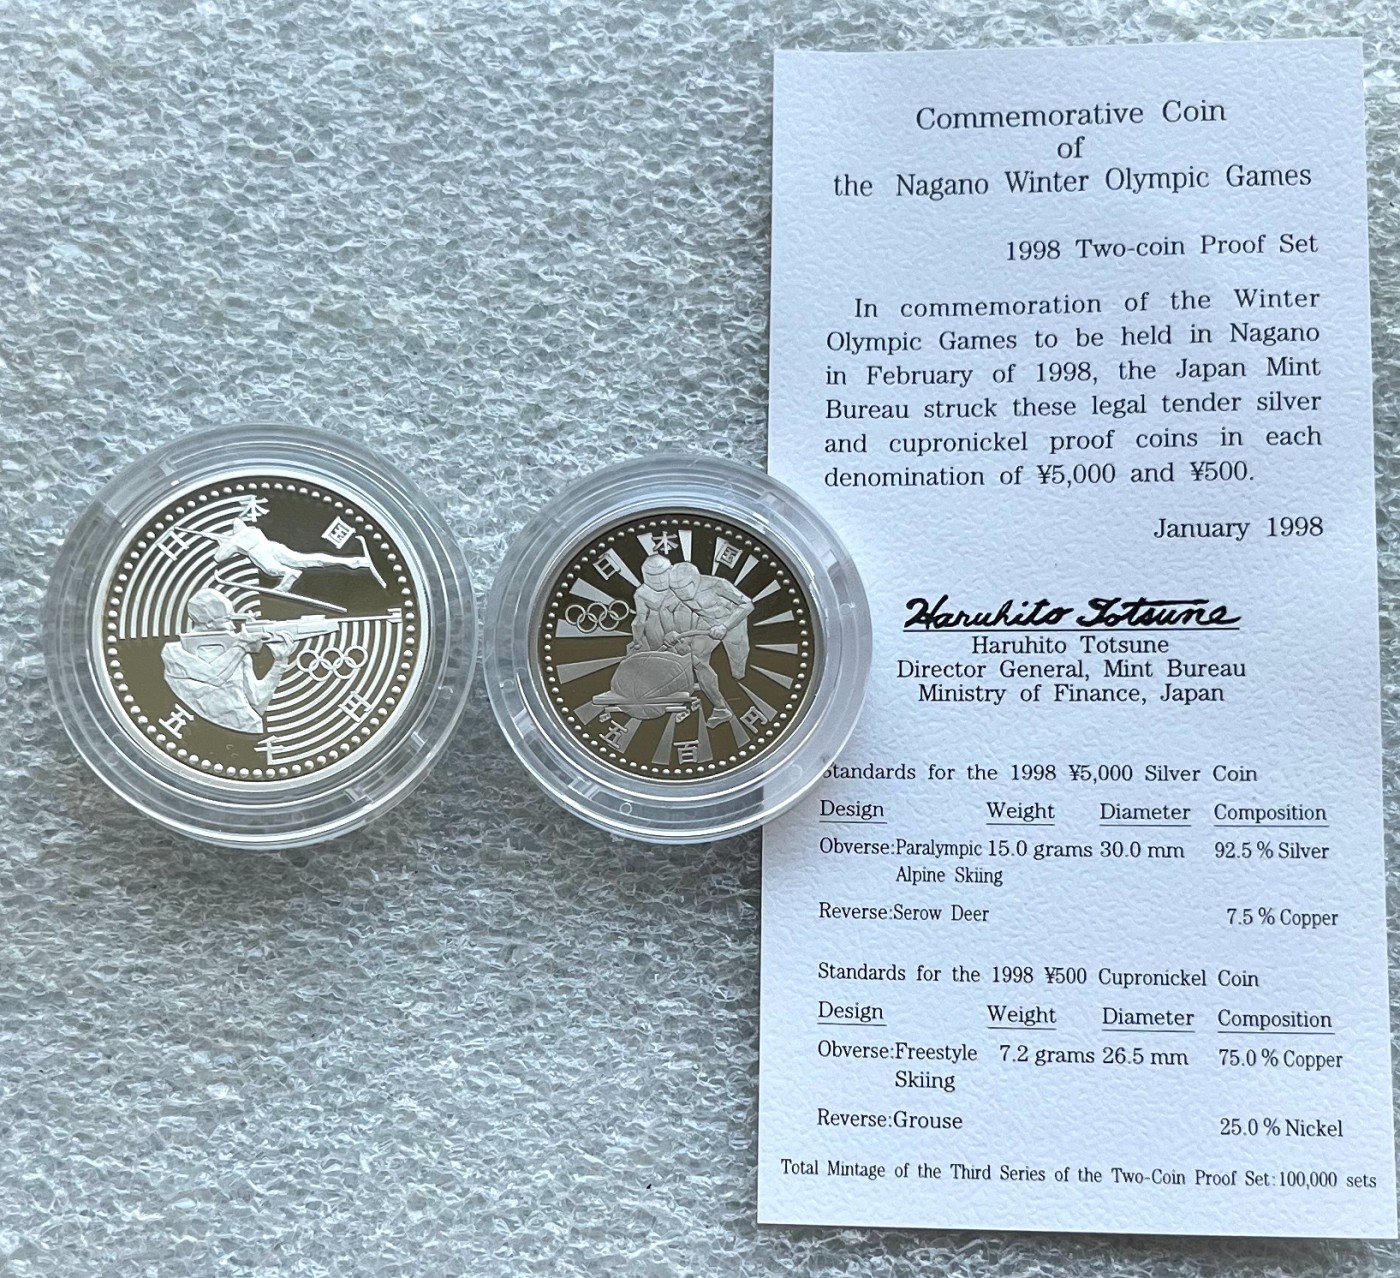 日本国
五千円
日本国
五百円
Commemorative Coin
of
the Nagano Winter Olympic Games
1998 Two-coin Proof Set
In commemoration of the Winter
Olympic Games to be held in Nagano
in February of 1998, the Japan Mint
Bureau struck these legal tender silver
and cupronickel proof coins in each
denomination of ¥5,000 and ¥500.
January 1998
Haruhito Totsune
Haruhito Totsune
Director General, Mint Bureau
Ministry of Finance, Japan
Standards for the 1998 ¥5,000 Silver Coin
Design Weight Diameter Composition
Obverse:Paralympic 15.0 grams 30.0 mm 92.5% Silver
Alpine Skiing
Reverse:Serow Deer 7.5% Copper
Standards for the 1998 ¥500 Cupronickel Coin
Design Weight Diameter Composition
Obverse:Freestyle 7.2 grams 26.5 mm 75.0% Copper
Skiing
Reverse:Grouse 25.0% Nickel
Total Mintage of the Third Series of the Two-Coin Proof Set:100,000 sets